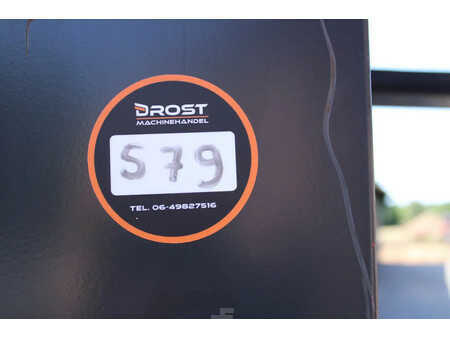 DROST
MACHINEHANDEL
579
TEL. 06-49827516